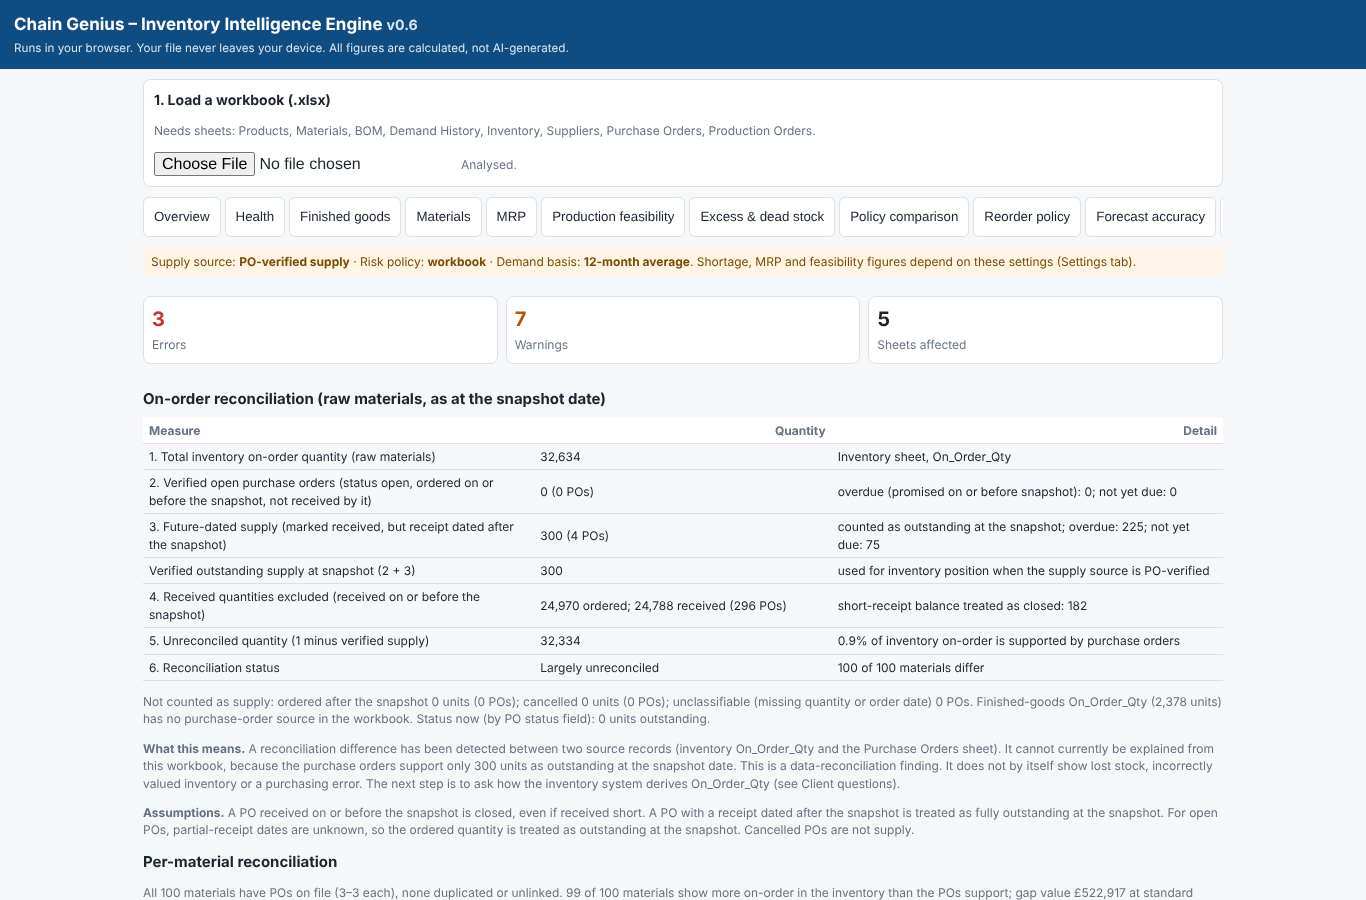 Chain Genius – Inventory Intelligence Engine v0.6
Runs in your browser. Your file never leaves your device. All figures are calculated, not AI-generated.
1. Load a workbook (.xlsx)
Needs sheets: Products, Materials, BOM, Demand History, Inventory, Suppliers, Purchase Orders, Production Orders.
Choose File No file chosen Analysed.
Overview Health Finished goods Materials MRP Production feasibility Excess & dead stock Policy comparison Reorder policy Forecast accuracy
Supply source: PO-verified supply · Risk policy: workbook · Demand basis: 12-month average. Shortage, MRP and feasibility figures depend on these settings (Settings tab).
3 7 5
Errors Warnings Sheets affected
On-order reconciliation (raw materials, as at the snapshot date)
Measure Quantity Detail
1. Total inventory on-order quantity (raw materials) 32,634 Inventory sheet, On_Order_Qty
2. Verified open purchase orders (status open, ordered on or
before the snapshot, not received by it) 0 (0 POs) overdue (promised on or before snapshot): 0; not yet due: 0
3. Future-dated supply (marked received, but receipt dated after
the snapshot) 300 (4 POs) counted as outstanding at the snapshot; overdue: 225; not yet
due: 75
Verified outstanding supply at snapshot (2 + 3) 300 used for inventory position when the supply source is PO-verified
4. Received quantities excluded (received on or before the
snapshot) 24,970 ordered; 24,788 received (296 POs) short-receipt balance treated as closed: 182
5. Unreconciled quantity (1 minus verified supply) 32,334 0.9% of inventory on-order is supported by purchase orders
6. Reconciliation status Largely unreconciled 100 of 100 materials differ
Not counted as supply: ordered after the snapshot 0 units (0 POs); cancelled 0 units (0 POs); unclassifiable (missing quantity or order date) 0 POs. Finished-goods On_Order_Qty (2,378 units)
has no purchase-order source in the workbook. Status now (by PO status field): 0 units outstanding.
What this means. A reconciliation difference has been detected between two source records (inventory On_Order_Qty and the Purchase Orders sheet). It cannot currently be explained from
this workbook, because the purchase orders support only 300 units as outstanding at the snapshot date. This is a data-reconciliation finding. It does not by itself show lost stock, incorrectly
valued inventory or a purchasing error. The next step is to ask how the inventory system derives On_Order_Qty (see Client questions).
Assumptions. A PO received on or before the snapshot is closed, even if received short. A PO with a receipt dated after the snapshot is treated as fully outstanding at the snapshot. For open
POs, partial-receipt dates are unknown, so the ordered quantity is treated as outstanding at the snapshot. Cancelled POs are not supply.
Per-material reconciliation
All 100 materials have POs on file (3–3 each), none duplicated or unlinked. 99 of 100 materials show more on-order in the inventory than the POs support; gap value £522,917 at standard